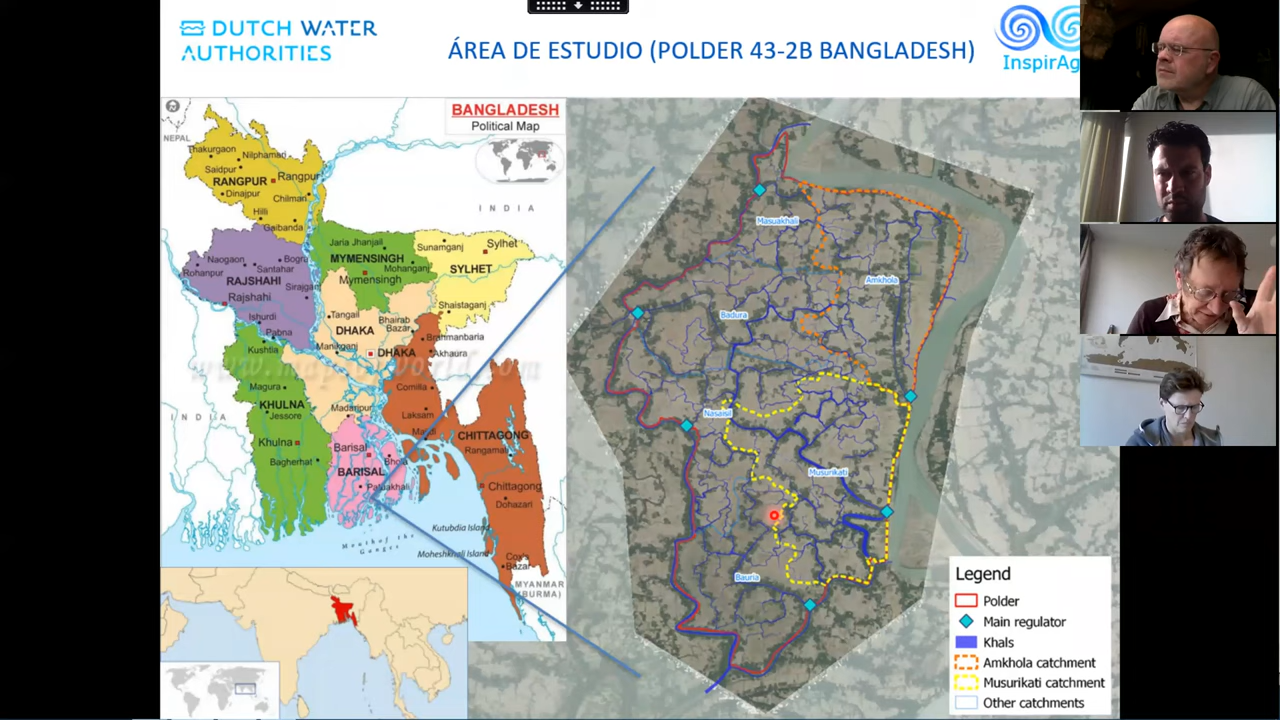 DUTCH WATER
AUTHORITIES
ÁREA DE ESTUDIO (POLDER 43-2B BANGLADESH)
InspirAg
BANGLADESH
Political Map
NEPAL
Thakurgaon
Nilphamari
Saidpur
RANGPUR
Rangpur
Dinajpur
Chilmari
Hilli
Gaibanda
INDIA
Jaria Jhanjail
Sunamganj
Sylhet
MYMENSINGH
Mohanganj
SYLHET
Mymensingh
Naogaon
Bogra
Santahar
Rohanpur
RAJSHAHI
Sirajganj
Rajshahi
Shaistaganj
Ishurdi
Tangail
Bhairab
Bazar
Pabna
DHAKA
Brahmanbaria
Kushtia
Manikganj
DHAKA
Akhaura
Magura
Comilla
KHULNA
Jessore
Madaripur
Laksam
INDIA
CHITTAGONG
Khulna
Barisal
Rangamati
Bagherhat
Bhola
BARISAL
Patuakhali
Chittagong
Dohazari
Kutubdia Island
Mouth of the
Ganges
Moheshkhali Island
Cox's
Bazar
MYANMAR
(BURMA)
Masuakhali
Amkhola
Badura
Nasaisil
Musurikati
Bauria
Legend
Polder
Main regulator
Khals
Amkhola catchment
Musurikati catchment
Other catchments